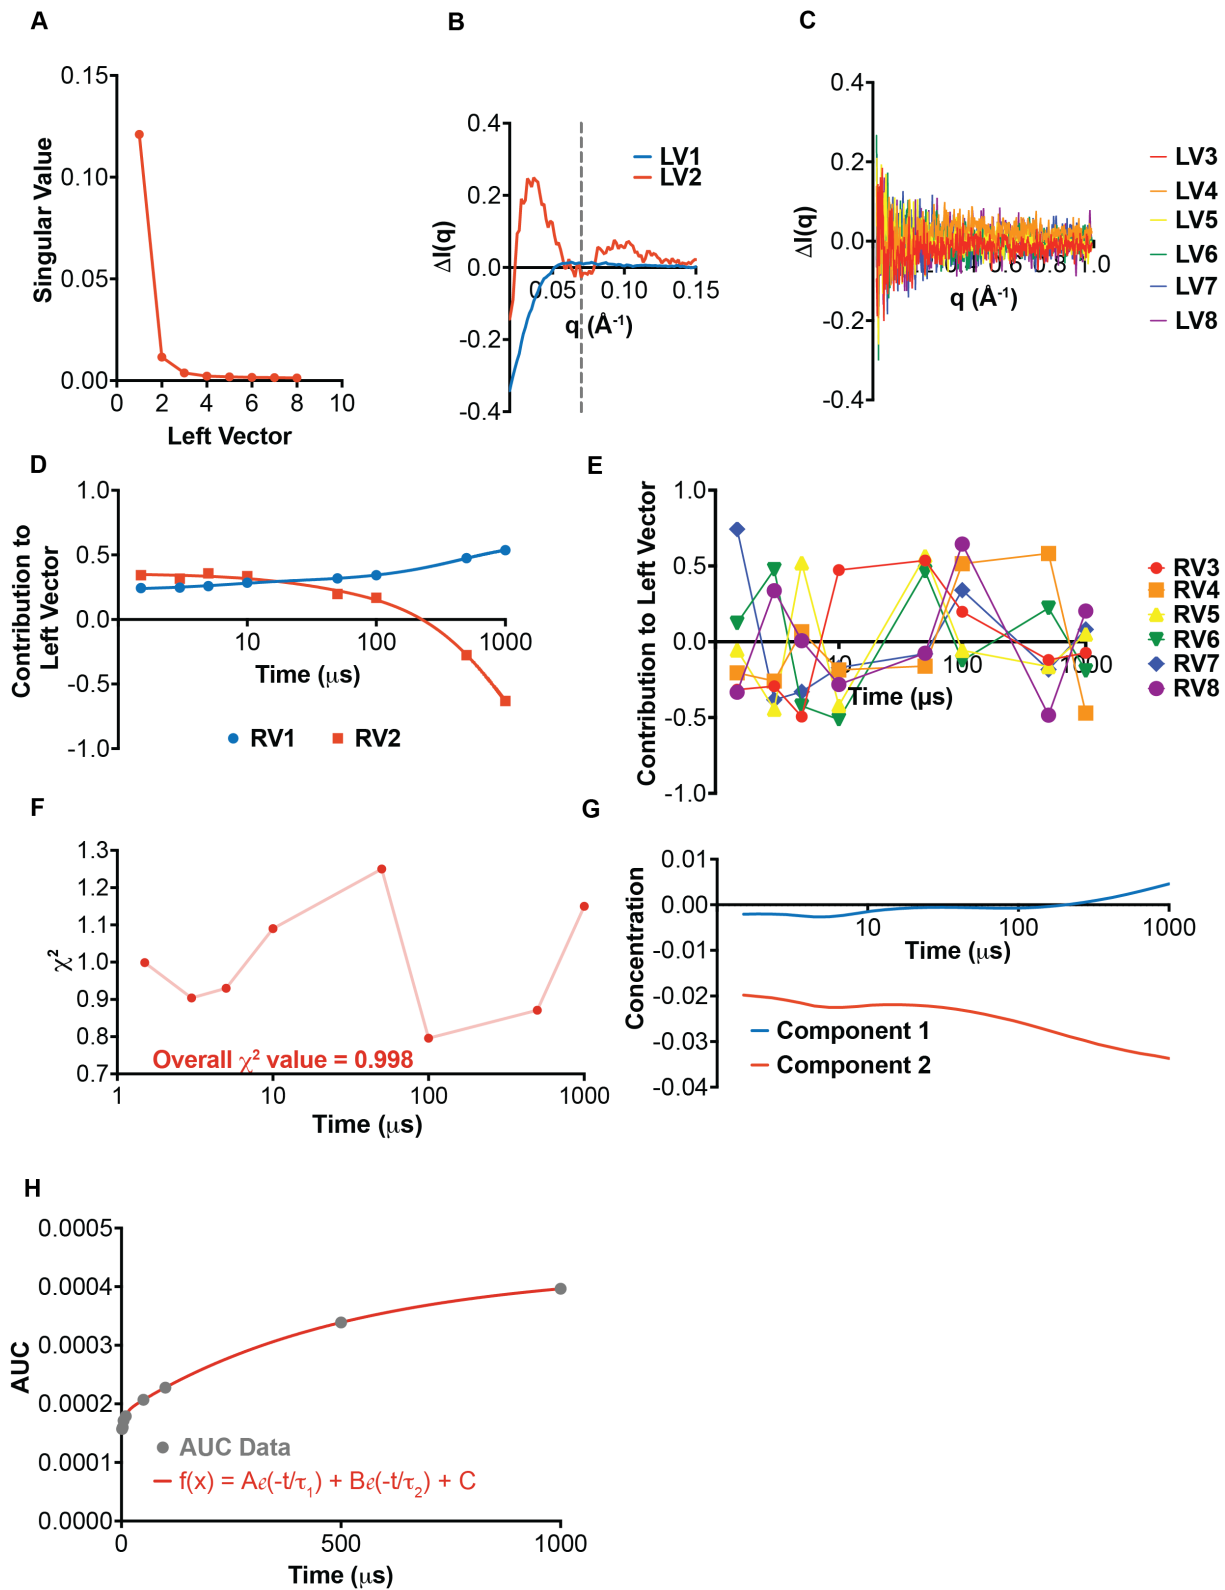 A
0.15
0.10
0.05
0.00
Singular Value
0 2 4 6 8 10
Left Vector
B
0.4
0.2
0.0
-0.2
-0.4
ΔI(q)
0.05 0.10 0.15
q (Å-1)
LV1
LV2
C
0.4
0.2
0.0
-0.2
-0.4
ΔI(q)
0.6 0.8 1.0
q (Å-1)
LV3
LV4
LV5
LV6
LV7
LV8
D
1.0
0.5
0.0
-0.5
-1.0
Contribution to
Left Vector
10 100 1000
Time (μs)
RV1 RV2
E
1.0
0.5
0.0
-0.5
-1.0
Contribution to Left Vector
10 100 1000
Time (μs)
RV3
RV4
RV5
RV6
RV7
RV8
F
1.3
1.2
1.1
1.0
0.9
0.8
0.7
χ2
Overall χ2 value = 0.998
1 10 100 1000
Time (μs)
G
0.01
0.00
-0.01
-0.02
-0.03
-0.04
Concentration
10 100 1000
Time (μs)
Component 1
Component 2
H
0.0005
0.0004
0.0003
0.0002
0.0001
0.0000
AUC
AUC Data
f(x) = Ae(-t/τ1) + Be(-t/τ2) + C
0 500 1000
Time (μs)